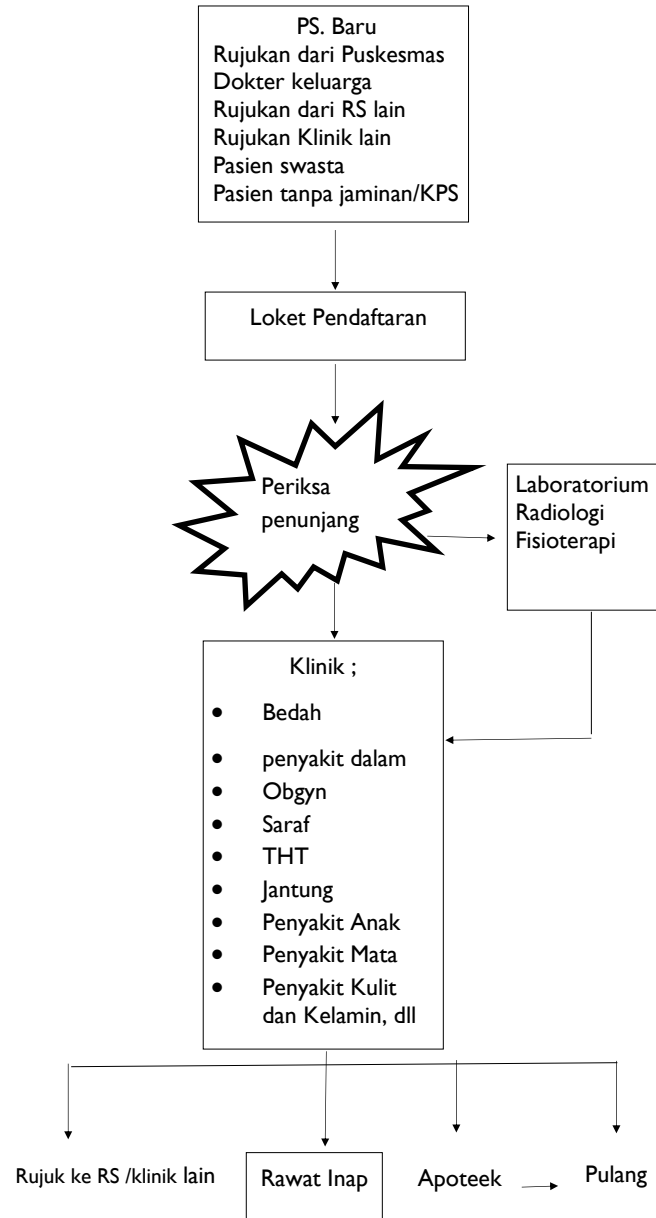 PS. Baru
Rujukan dari Puskesmas
Dokter keluarga
Rujukan dari RS lain
Rujukan Klinik lain
Pasien swasta
Pasien tanpa jaminan/KPS
Loket Pendaftaran
Periksa
penunjang
Laboratorium
Radiologi
Fisioterapi
Klinik ;
• Bedah
• penyakit dalam
• Obgyn
• Saraf
• THT
• Jantung
• Penyakit Anak
• Penyakit Mata
• Penyakit Kulit
dan Kelamin, dll
Rujuk ke RS /klinik lain
Rawat Inap
Apoteek
Pulang